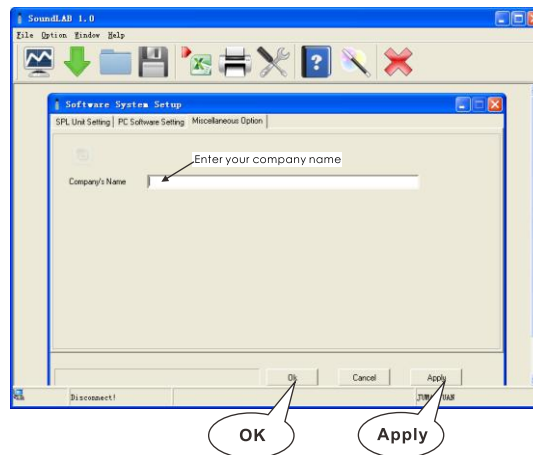 SoundLAB 1.0
File Option Window Help
Software System Setup
SPL Unit Setting PC Software Setting Miscellaneous Option
Enter your company name
Company's Name
Ok Cancel Apply
Disconnect!
OK Apply